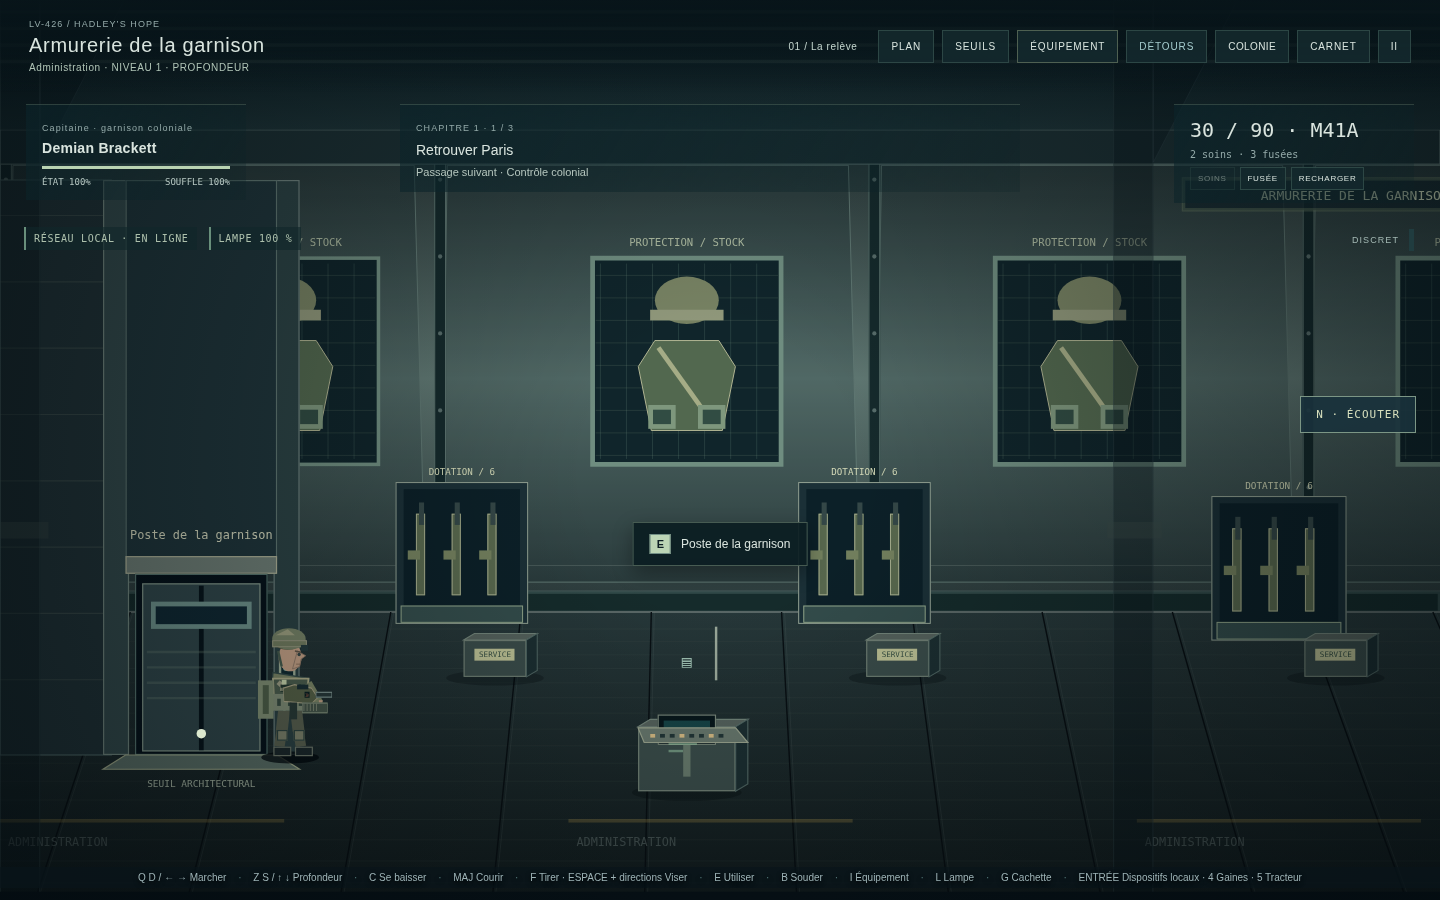 LV-426 / HADLEY'S HOPE
Armurerie de la garnison
Administration · NIVEAU 1 · PROFONDEUR
01 / La relève
PLAN
SEUILS
ÉQUIPEMENT
DÉTOURS
COLONIE
CARNET
II
Capitaine · garnison coloniale
Demian Brackett
ÉTAT 100%
SOUFFLE 100%
CHAPITRE 1 · 1 / 3
Retrouver Paris
Passage suivant · Contrôle colonial
30 / 90 · M41A
2 soins · 3 fusées
SOINS
FUSÉE
RECHARGER
ARMURERIE DE LA GARNISO
RÉSEAU LOCAL · EN LIGNE
LAMPE 100 %
/ STOCK
PROTECTION / STOCK
PROTECTION / STOCK
DISCRET
P
N · ÉCOUTER
DOTATION / 6
DOTATION / 6
DOTATION / 6
Poste de la garnison
E Poste de la garnison
SERVICE
SERVICE
SERVICE
SEUIL ARCHITECTURAL
ADMINISTRATION
ADMINISTRATION
ADMINISTRATION
Q D / ← → Marcher · Z S / ↑ ↓ Profondeur · C Se baisser · MAJ Courir · F Tirer · ESPACE + directions Viser · E Utiliser · B Souder · I Équipement · L Lampe · G Cachette · ENTRÉE Dispositifs locaux · 4 Gaines · 5 Tracteur